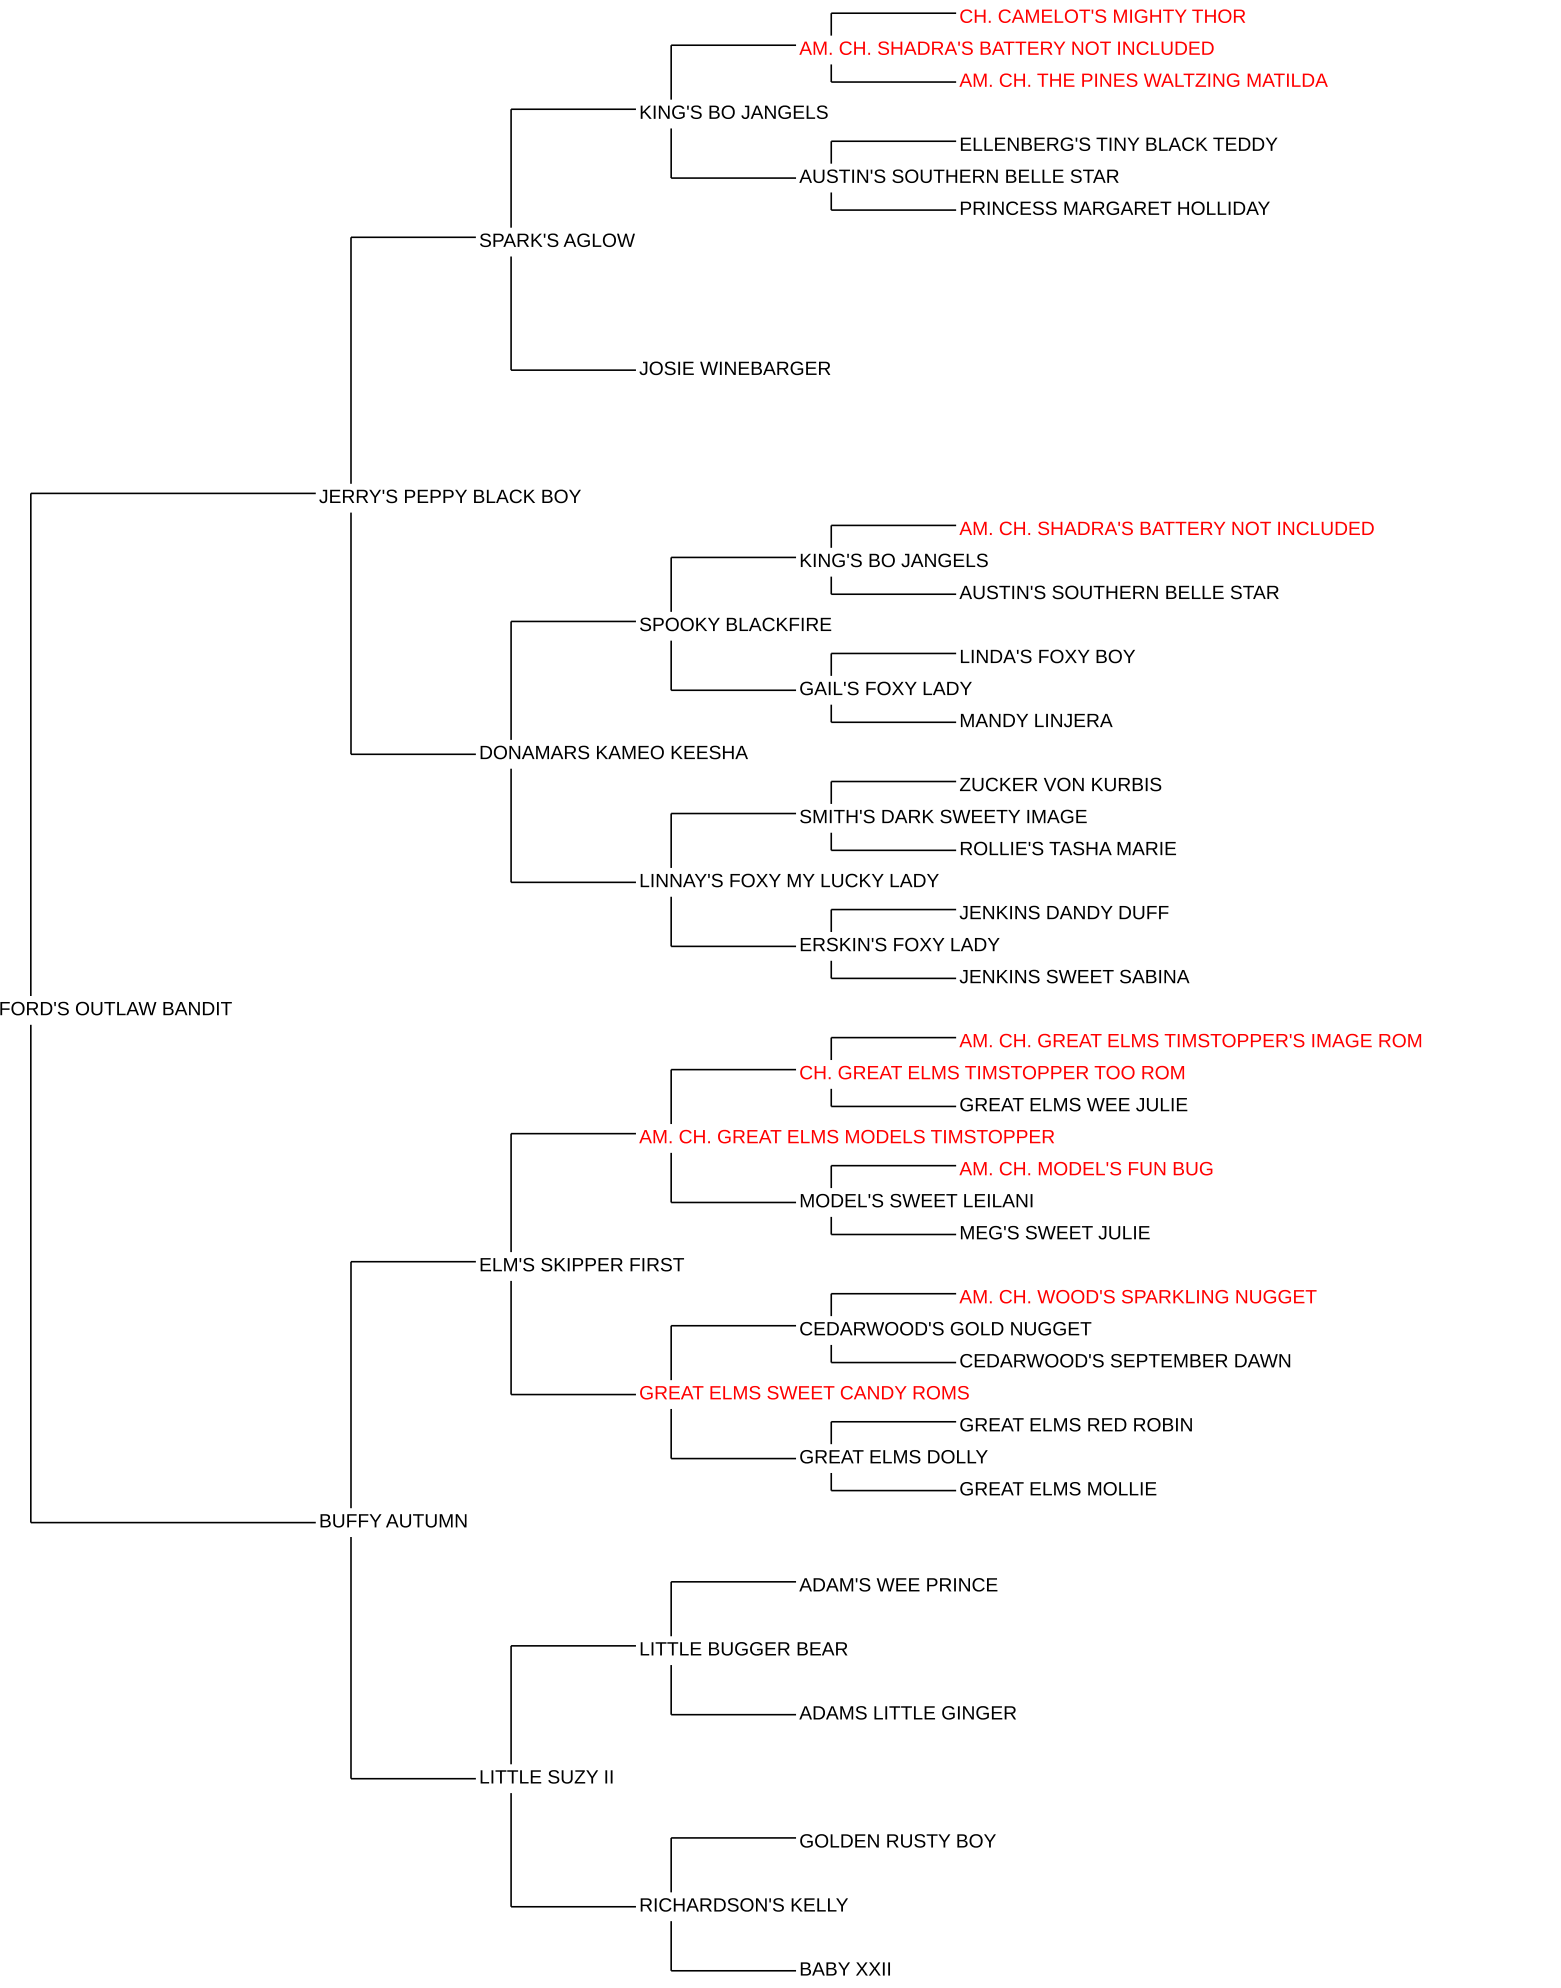 CH. CAMELOT'S MIGHTY THOR
AM. CH. SHADRA'S BATTERY NOT INCLUDED
AM. CH. THE PINES WALTZING MATILDA
KING'S BO JANGELS
ELLENBERG'S TINY BLACK TEDDY
AUSTIN'S SOUTHERN BELLE STAR
PRINCESS MARGARET HOLLIDAY
SPARK'S AGLOW
JOSIE WINEBARGER
JERRY'S PEPPY BLACK BOY
AM. CH. SHADRA'S BATTERY NOT INCLUDED
KING'S BO JANGELS
AUSTIN'S SOUTHERN BELLE STAR
SPOOKY BLACKFIRE
LINDA'S FOXY BOY
GAIL'S FOXY LADY
MANDY LINJERA
DONAMARS KAMEO KEESHA
ZUCKER VON KURBIS
SMITH'S DARK SWEETY IMAGE
ROLLIE'S TASHA MARIE
LINNAY'S FOXY MY LUCKY LADY
JENKINS DANDY DUFF
ERSKIN'S FOXY LADY
JENKINS SWEET SABINA
FORD'S OUTLAW BANDIT
AM. CH. GREAT ELMS TIMSTOPPER'S IMAGE ROM
CH. GREAT ELMS TIMSTOPPER TOO ROM
GREAT ELMS WEE JULIE
AM. CH. GREAT ELMS MODELS TIMSTOPPER
AM. CH. MODEL'S FUN BUG
MODEL'S SWEET LEILANI
MEG'S SWEET JULIE
ELM'S SKIPPER FIRST
AM. CH. WOOD'S SPARKLING NUGGET
CEDARWOOD'S GOLD NUGGET
CEDARWOOD'S SEPTEMBER DAWN
GREAT ELMS SWEET CANDY ROMS
GREAT ELMS RED ROBIN
GREAT ELMS DOLLY
GREAT ELMS MOLLIE
BUFFY AUTUMN
ADAM'S WEE PRINCE
LITTLE BUGGER BEAR
ADAMS LITTLE GINGER
LITTLE SUZY II
GOLDEN RUSTY BOY
RICHARDSON'S KELLY
BABY XXII